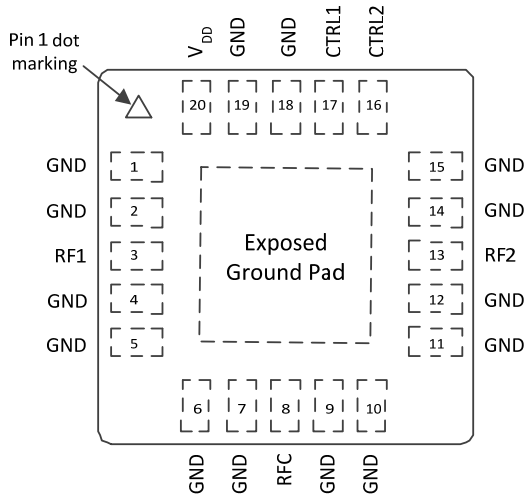 Pin 1 dot
marking
V_DD GND GND CTRL1 CTRL2
20 19 18 17 16
GND 1 15 GND
GND 2 14 GND
RF1 3 13 RF2
GND 4 12 GND
GND 5 11 GND
Exposed
Ground Pad
6 7 8 9 10
GND GND RFC GND GND